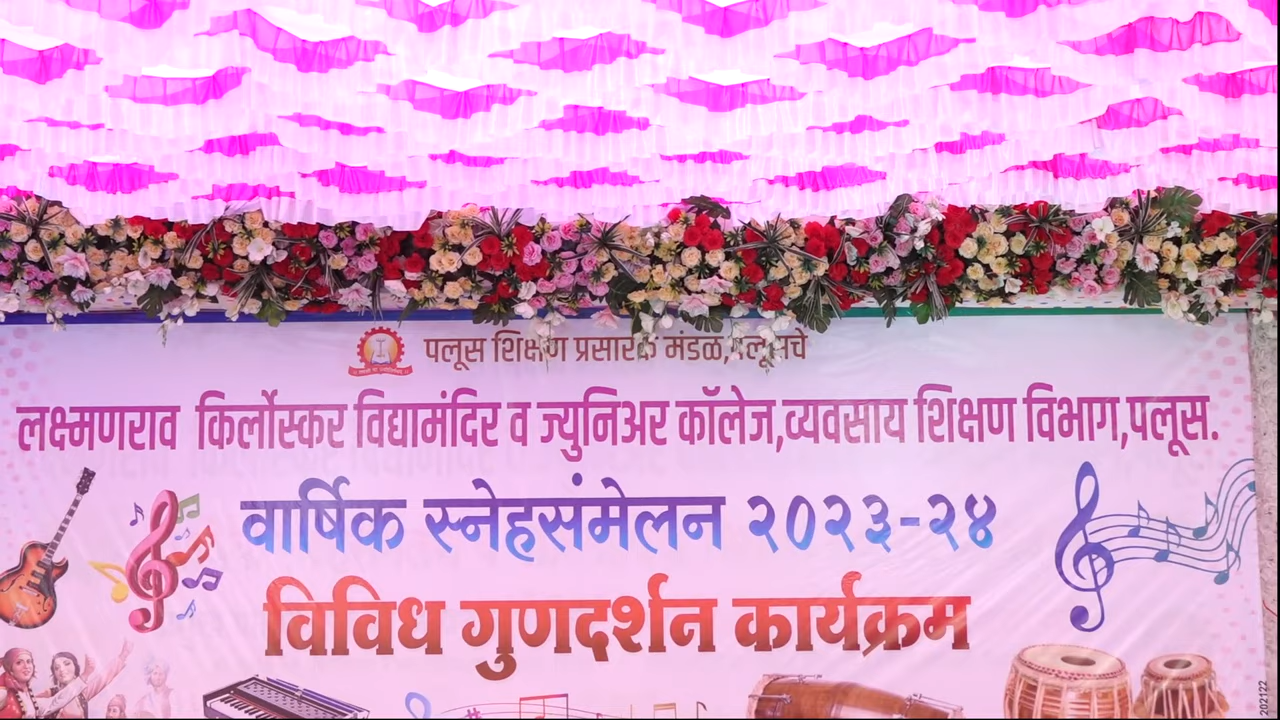 पलूस शिक्षण प्रसारक मंडळ,पलूसचे
लक्ष्मणराव किर्लोस्कर विद्यामंदिर व ज्युनिअर कॉलेज,व्यवसाय शिक्षण विभाग,पलूस.
वार्षिक स्नेहसंमेलन २०२३-२४
विविध गुणदर्शन कार्यक्रम
202122